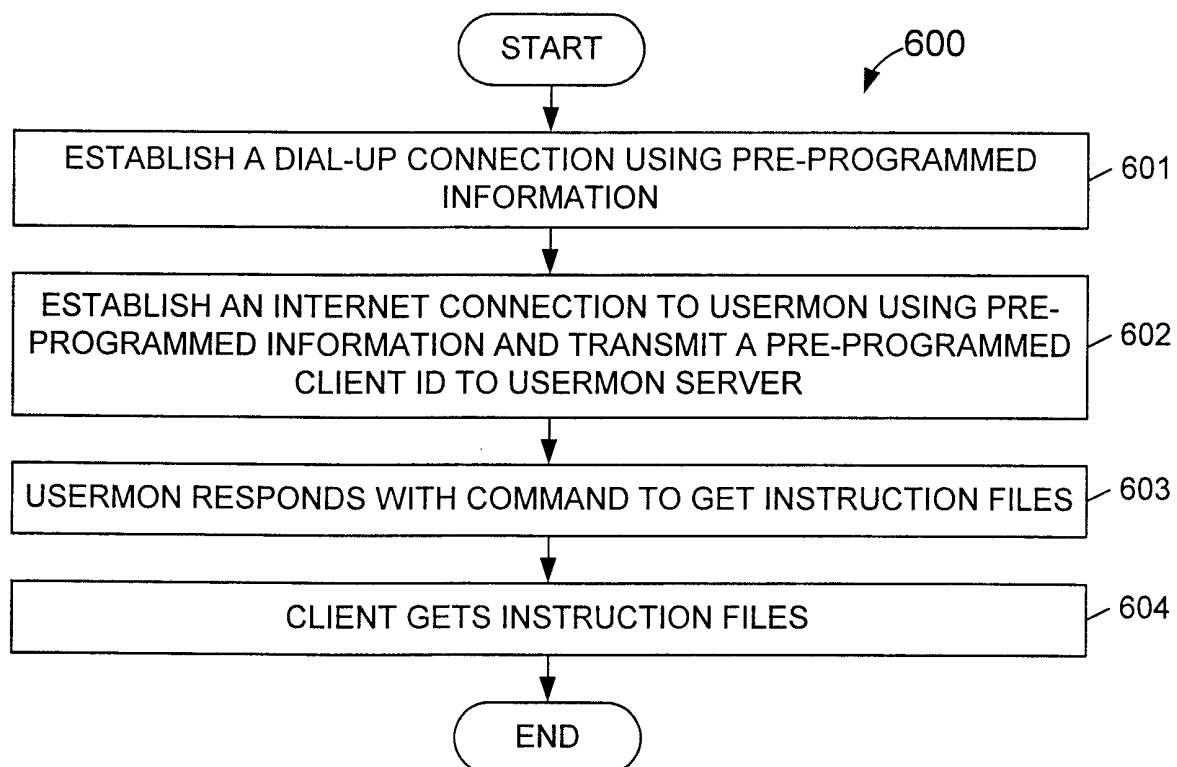 START
600
ESTABLISH A DIAL-UP CONNECTION USING PRE-PROGRAMMED
INFORMATION
601
ESTABLISH AN INTERNET CONNECTION TO USERMON USING PRE-
PROGRAMMED INFORMATION AND TRANSMIT A PRE-PROGRAMMED
CLIENT ID TO USERMON SERVER
602
USERMON RESPONDS WITH COMMAND TO GET INSTRUCTION FILES
603
CLIENT GETS INSTRUCTION FILES
604
END